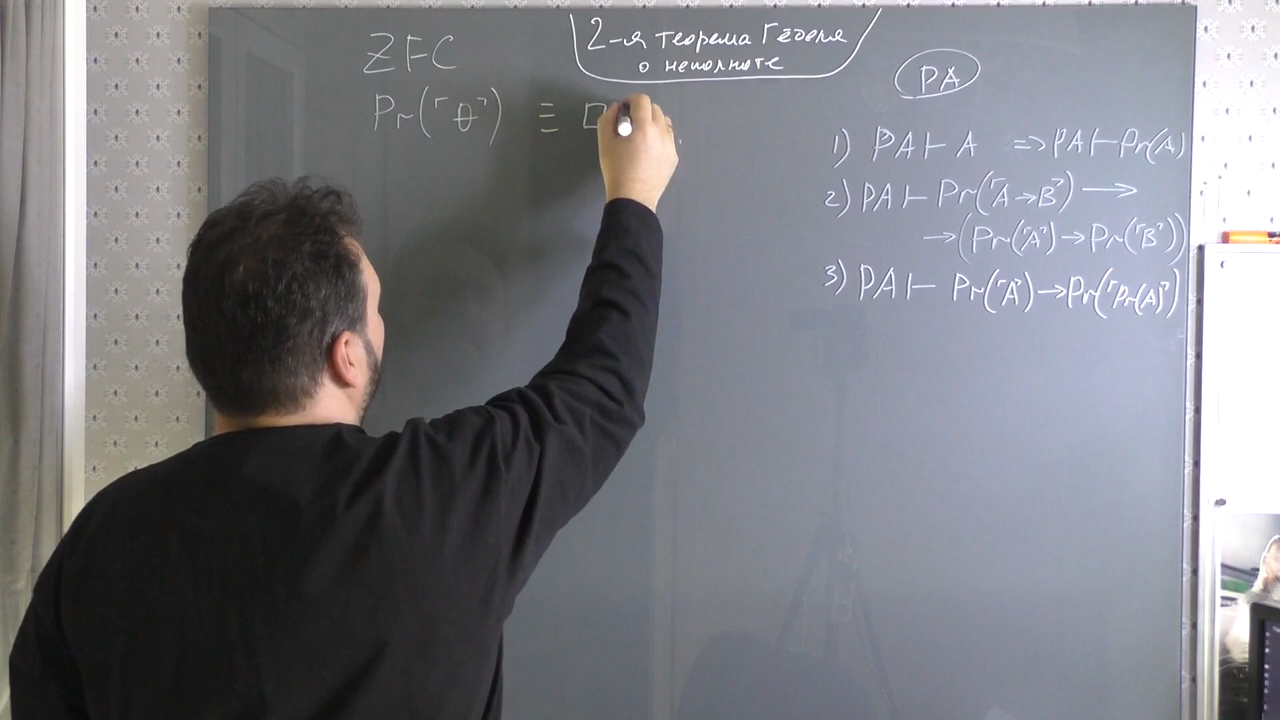 2-я теорема Гёделя
о неполноте
ZFC
Pr(⌜θ⌝) ≡ □
PA
1) PA ⊢ A ⇒ PA ⊢ Pr(A)
2) PA ⊢ Pr(⌜A→B⌝) →
→ (Pr(⌜A⌝) → Pr(⌜B⌝))
3) PA ⊢ Pr(⌜A⌝) → Pr(⌜Pr(A)⌝)